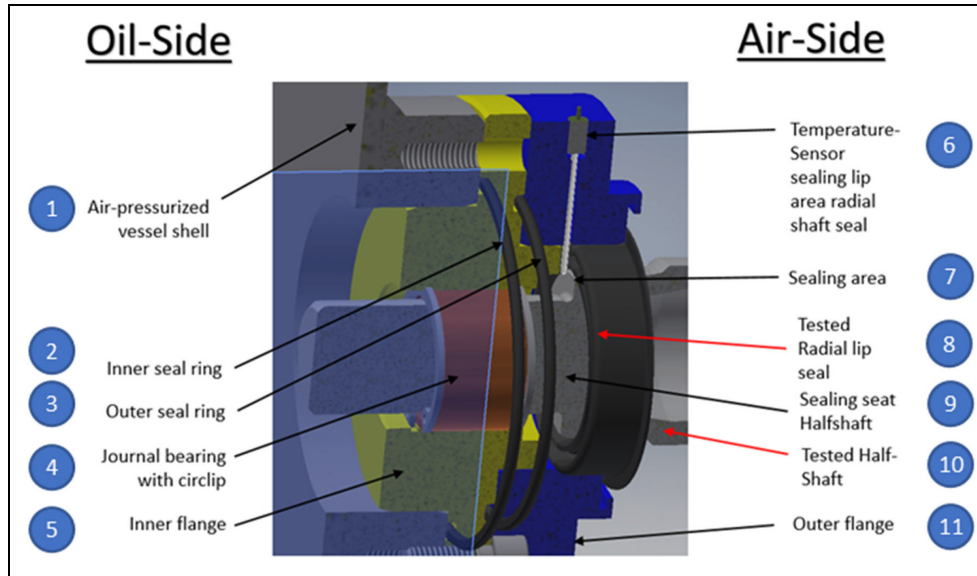 Oil-Side
Air-Side
1
Air-pressurized
vessel shell
2
Inner seal ring
3
Outer seal ring
4
Journal bearing
with circlip
5
Inner flange
Temperature-
Sensor
sealing lip
area radial
shaft seal
6
Sealing area
7
Tested
Radial lip
seal
8
Sealing seat
Halfshaft
9
Tested Half-
Shaft
10
Outer flange
11